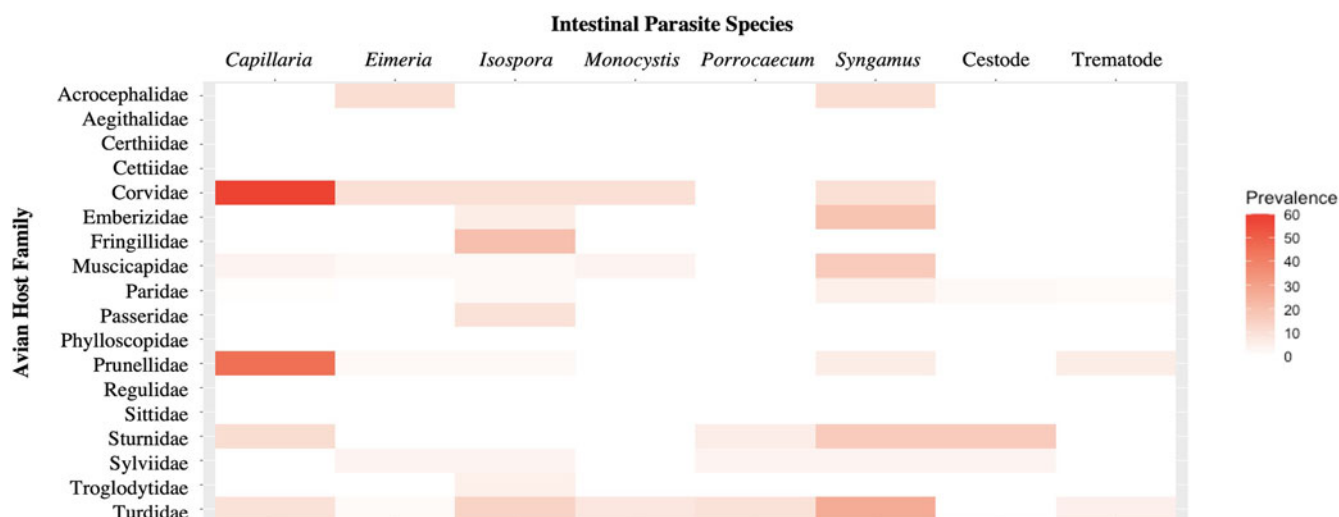 Intestinal Parasite Species
Capillaria Eimeria Isospora Monocystis Porrocaecum Syngamus Cestode Trematode
Avian Host Family
Acrocephalidae
Aegithalidae
Certhiidae
Cettiidae
Corvidae
Emberizidae
Fringillidae
Muscicapidae
Paridae
Passeridae
Phylloscopidae
Prunellidae
Regulidae
Sittidae
Sturnidae
Sylviidae
Troglodytidae
Turdidae
Prevalence
60
50
40
30
20
10
0